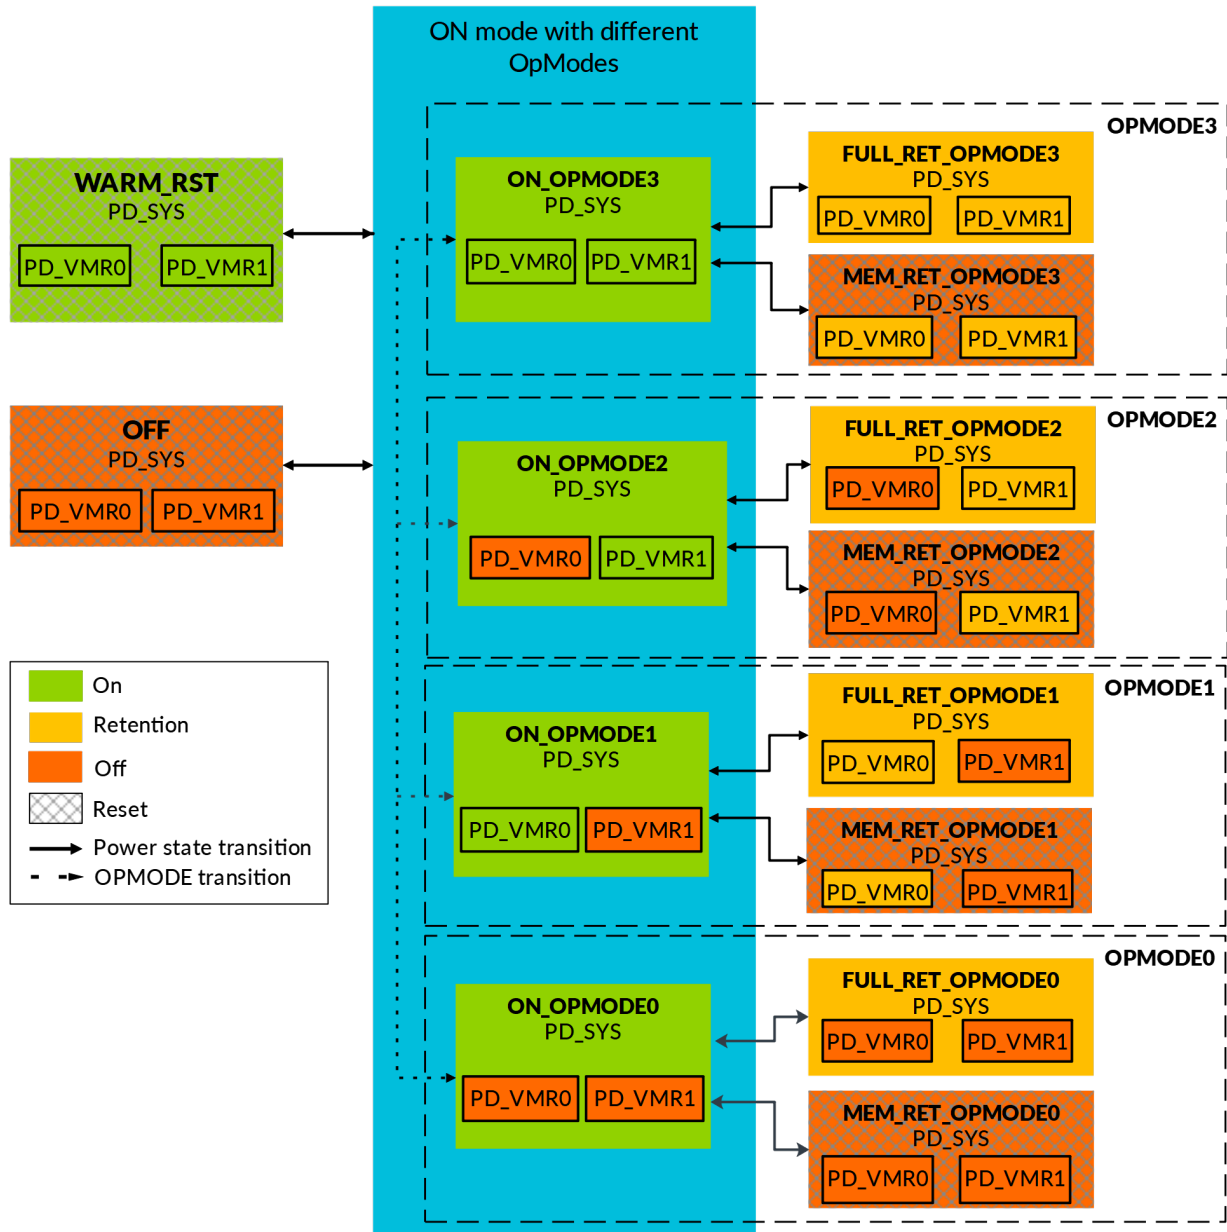 ON mode with different
OpModes
WARM_RST
PD_SYS
PD_VMR0
PD_VMR1
OFF
PD_SYS
PD_VMR0
PD_VMR1
On
Retention
Off
Reset
Power state transition
OPMODE transition
OPMODE3
ON_OPMODE3
PD_SYS
PD_VMR0
PD_VMR1
FULL_RET_OPMODE3
PD_SYS
PD_VMR0
PD_VMR1
MEM_RET_OPMODE3
PD_SYS
PD_VMR0
PD_VMR1
OPMODE2
ON_OPMODE2
PD_SYS
PD_VMR0
PD_VMR1
FULL_RET_OPMODE2
PD_SYS
PD_VMR0
PD_VMR1
MEM_RET_OPMODE2
PD_SYS
PD_VMR0
PD_VMR1
OPMODE1
ON_OPMODE1
PD_SYS
PD_VMR0
PD_VMR1
FULL_RET_OPMODE1
PD_SYS
PD_VMR0
PD_VMR1
MEM_RET_OPMODE1
PD_SYS
PD_VMR0
PD_VMR1
OPMODE0
ON_OPMODE0
PD_SYS
PD_VMR0
PD_VMR1
FULL_RET_OPMODE0
PD_SYS
PD_VMR0
PD_VMR1
MEM_RET_OPMODE0
PD_SYS
PD_VMR0
PD_VMR1